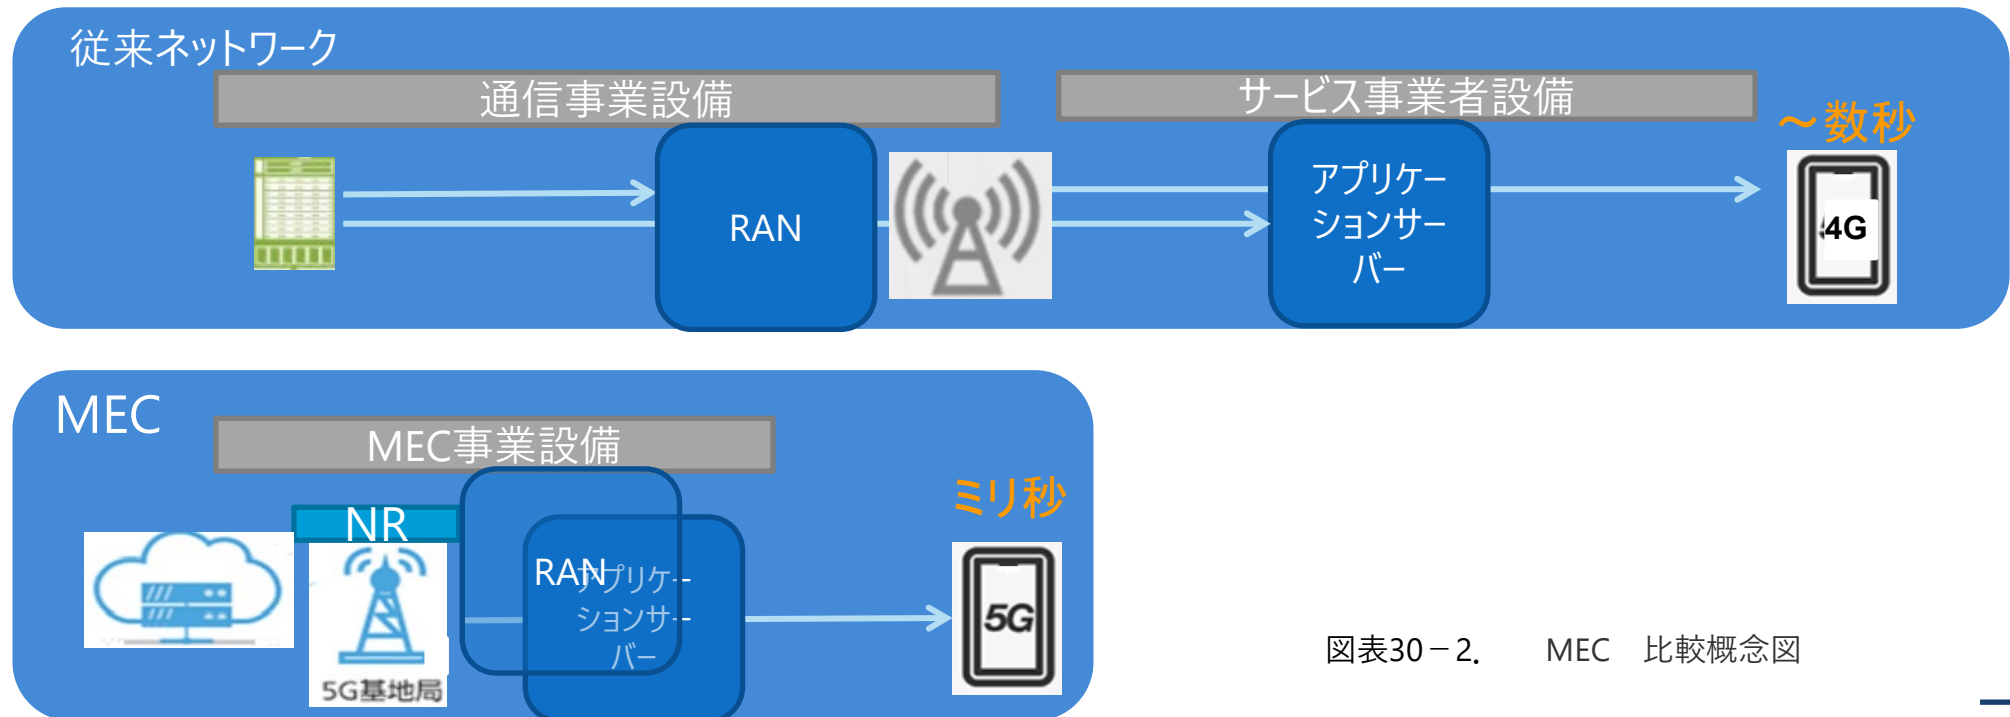 従来ネットワーク
通信事業設備
サービス事業者設備
～数秒
RAN
アプリケー
ションサー
バー
4G
MEC
MEC事業設備
ミリ秒
NR
RAN
アプリケー
ションサー
バー
5G
5G基地局
図表30－2. MEC 比較概念図